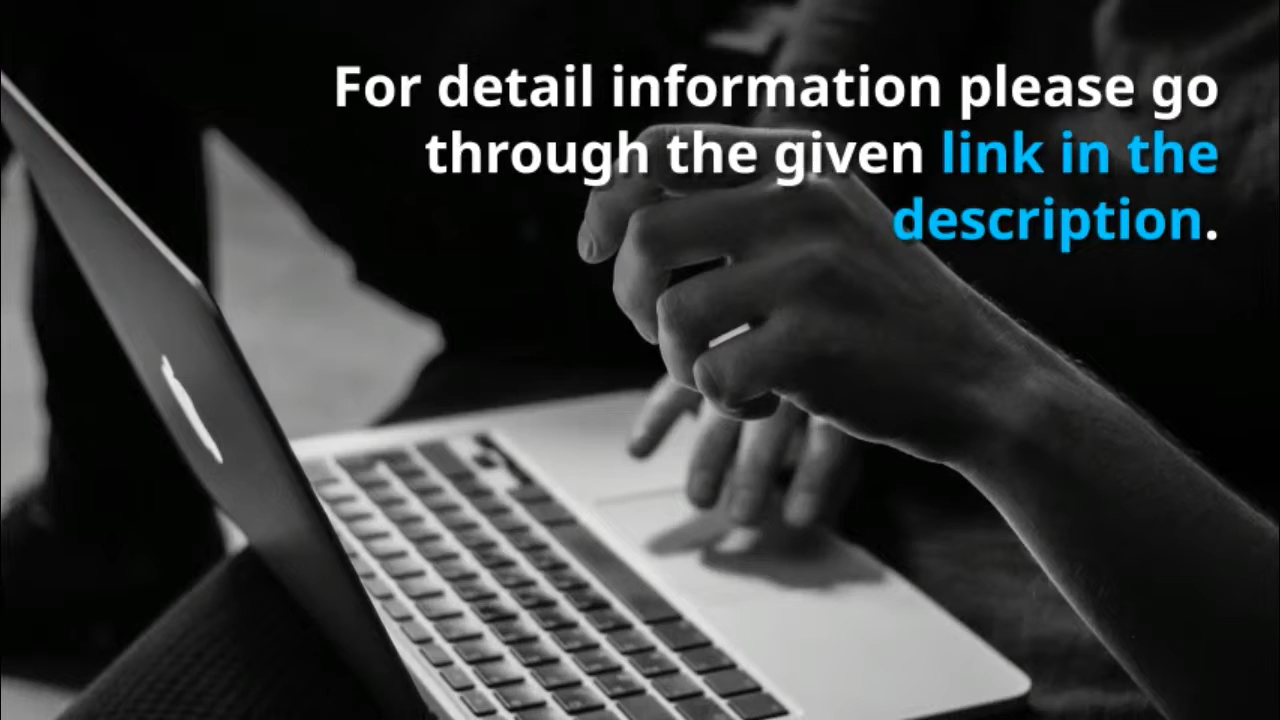 For detail information please go
through the given link in the
description.